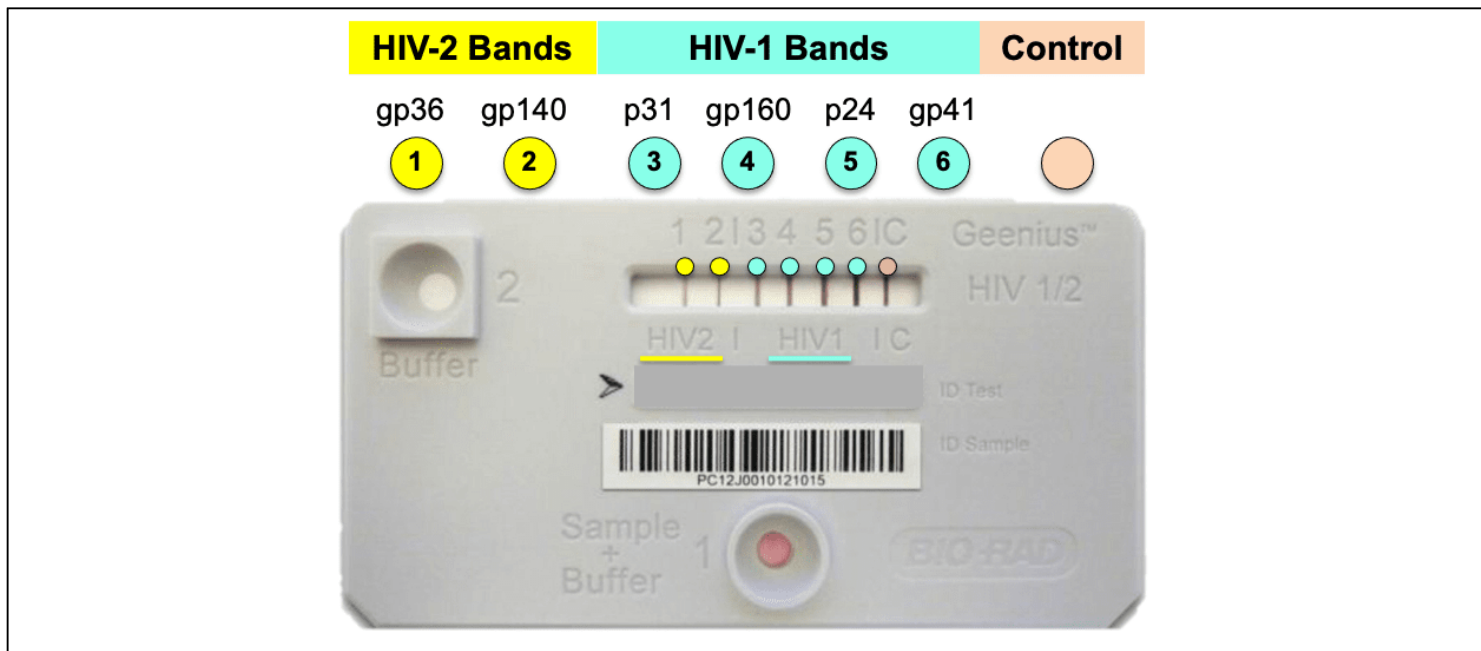 HIV-2 Bands HIV-1 Bands Control
gp36 gp140 p31 gp160 p24 gp41
1 2 3 4 5 6
1 2 I 3 4 5 6 I C Geenius™
2 HIV 1/2
HIV2 I HIV1 I C
Buffer
ID Test
ID Sample
PC12J0010121015
Sample
+ 1 BIO-RAD
Buffer